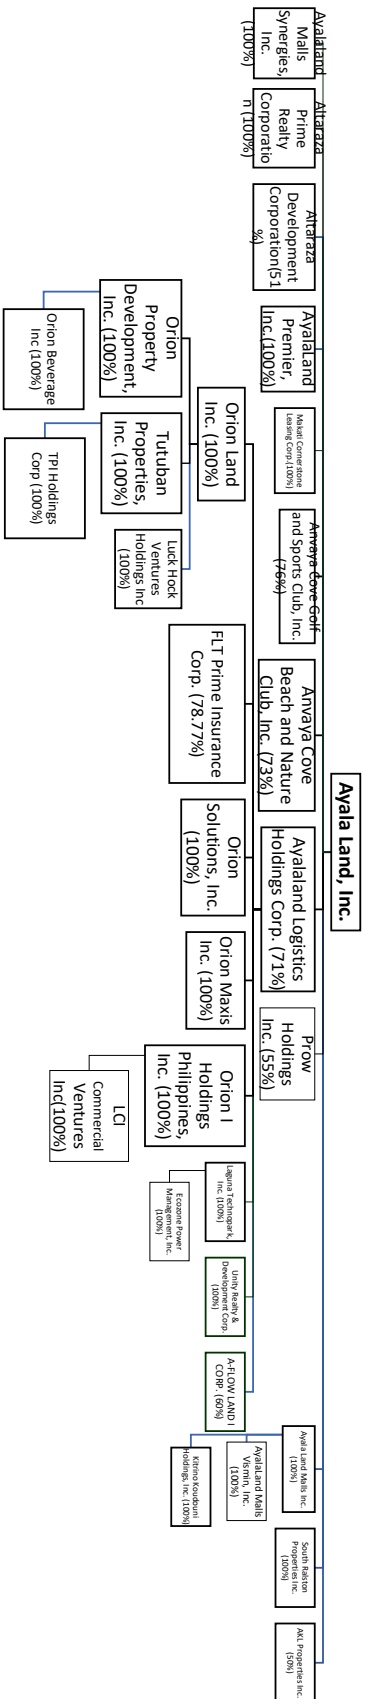 Ayala Land, Inc.
Ayalaland
Malls
Synergies,
Inc.
(100%)
Altaraza
Prime
Realty
Corporatio
n (100%)
Altaraza
Development
Corporation(51
%)
AyalaLand
Premier,
Inc.(100%)
Makati Cornerstone
Leasing Corp.(100%)
Anvaya Cove Golf
and Sports Club, Inc.
(76%)
Anvaya Cove
Beach and Nature
Club, Inc. (73%)
Ayalaland Logistics
Holdings Corp. (71%)
Prow
Holdings
Inc. (55%)
Ayala Land Malls Inc.
(100%)
South Ralston
Properties Inc.
(100%)
AKL Properties Inc.
(50%)
Orion Land
Inc. (100%)
FLT Prime Insurance
Corp. (78.77%)
Orion
Solutions, Inc.
(100%)
Orion Maxis
Inc. (100%)
Orion I
Holdings
Philippines,
Inc. (100%)
Laguna Technopark,
Inc. (100%)
Unity Realty &
Development Corp.
(100%)
A-FLOW LAND I
CORP. (60%)
AyalaLand Malls
Vismin, Inc.
(100%)
Kitrino Koudouni
Holdings, Inc. (100%)
Orion
Property
Development,
Inc. (100%)
Tutuban
Properties,
Inc. (100%)
Luck Hock
Ventures
Holdings Inc
(100%)
LCI
Commercial
Ventures
Inc(100%)
Ecozone Power
Management, Inc.
(100%)
Orion Beverage
Inc (100%)
TPI Holdings
Corp (100%)